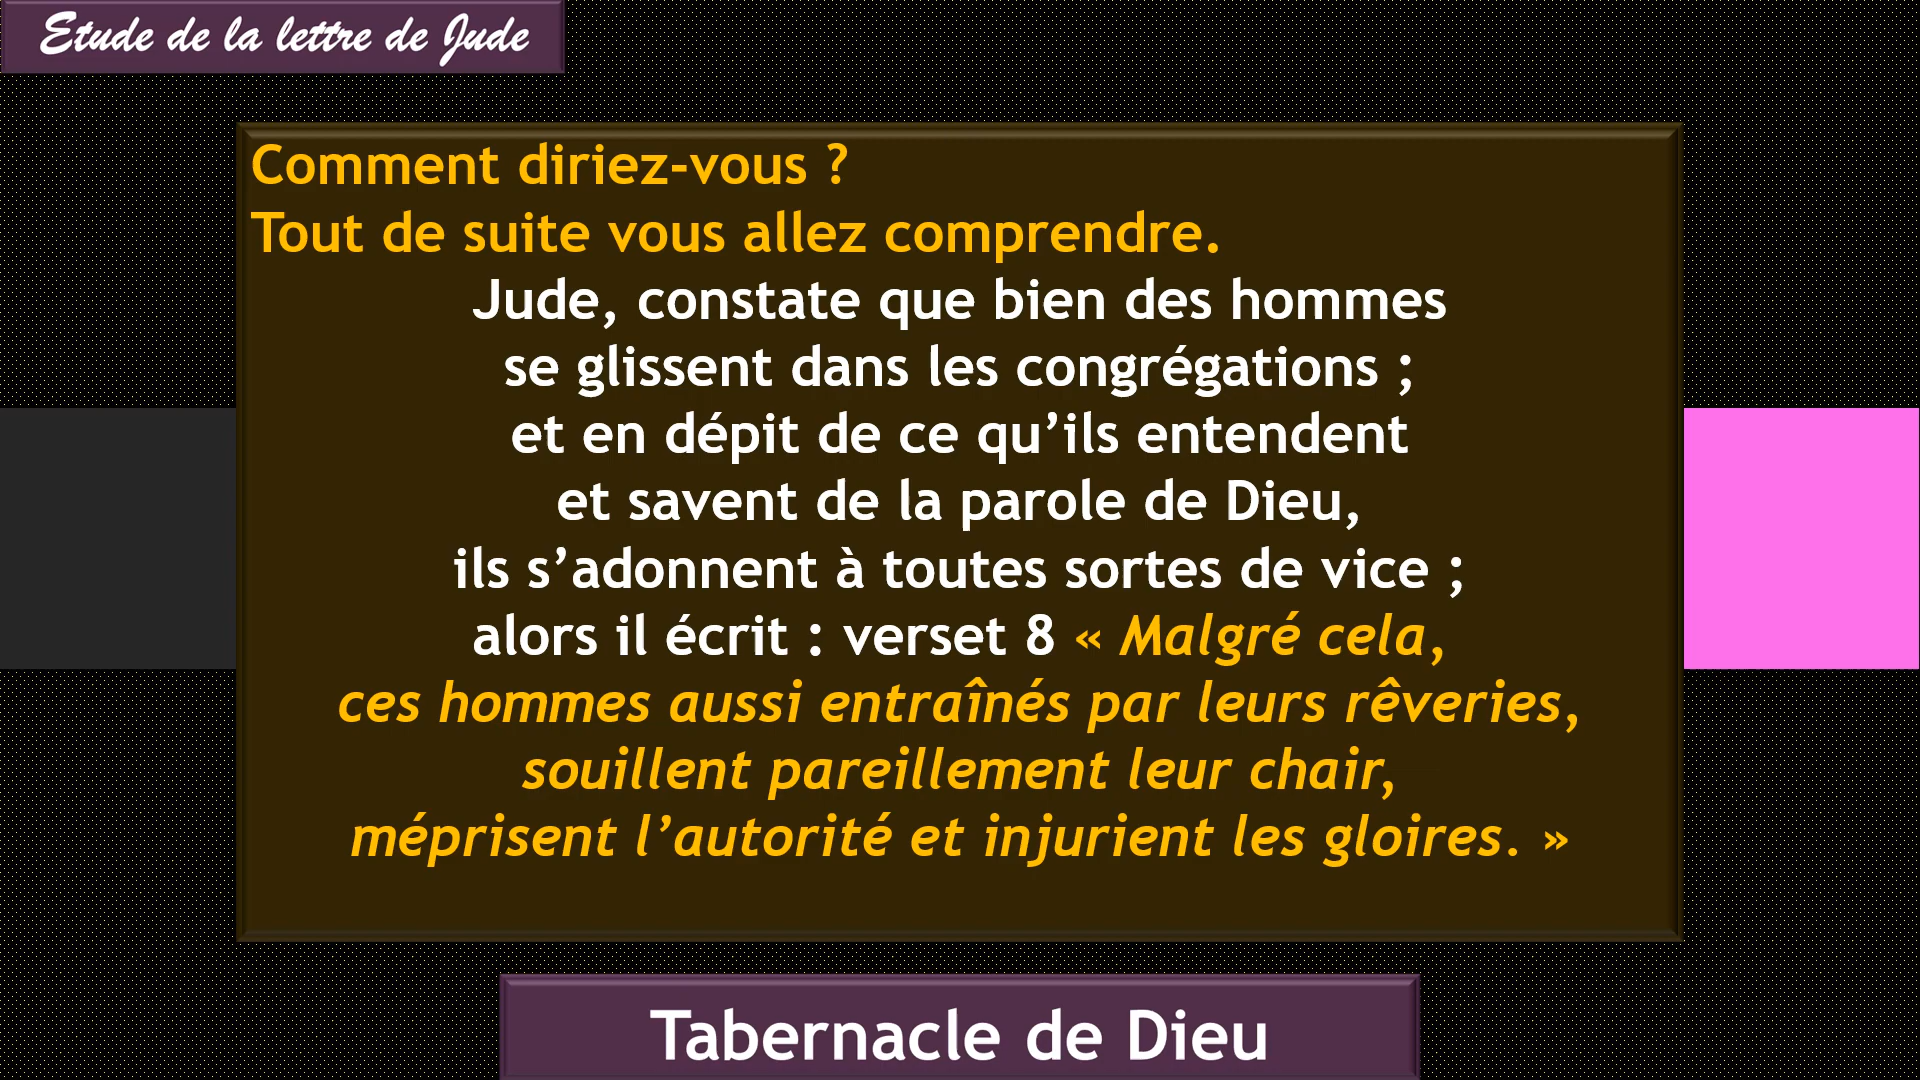 Etude de la lettre de Jude
Comment diriez-vous ?
Tout de suite vous allez comprendre.
Jude, constate que bien des hommes
se glissent dans les congrégations ;
et en dépit de ce qu’ils entendent
et savent de la parole de Dieu,
ils s’adonnent à toutes sortes de vice ;
alors il écrit : verset 8 « Malgré cela,
ces hommes aussi entraînés par leurs rêveries,
souillent pareillement leur chair,
méprisent l’autorité et injurient les gloires. »
Tabernacle de Dieu